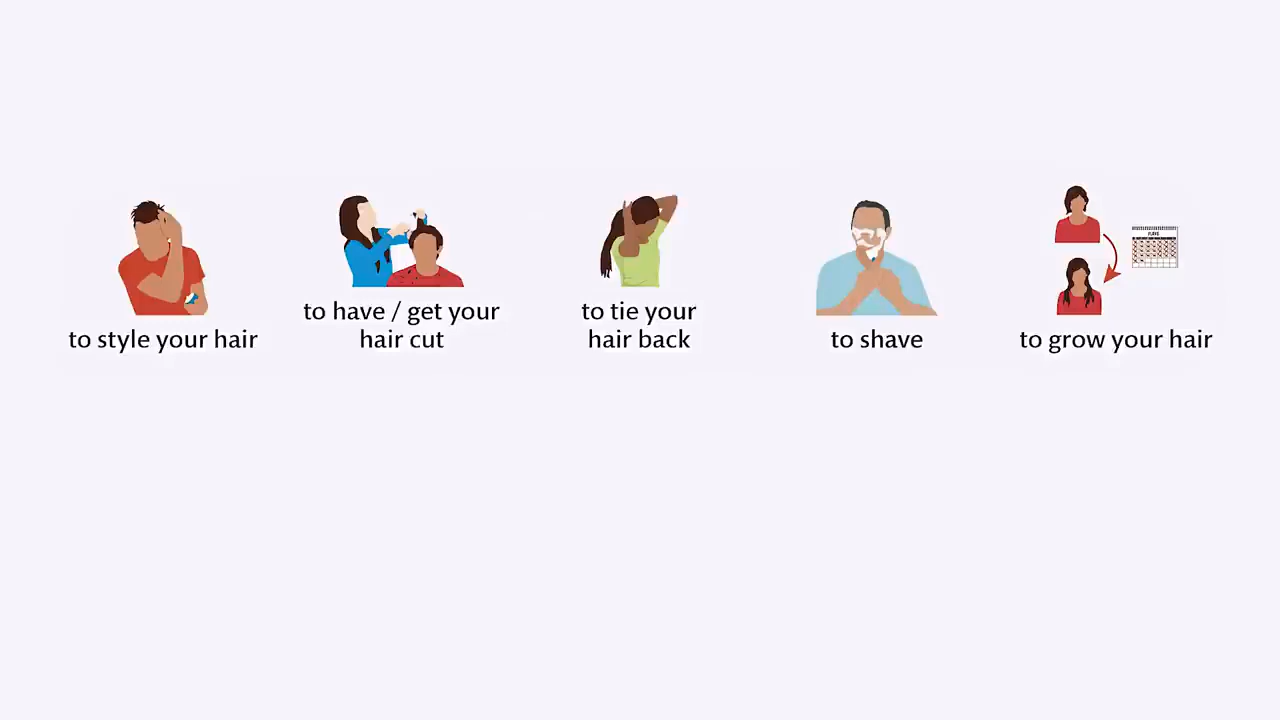 to style your hair
to have / get your
hair cut
to tie your
hair back
to shave
to grow your hair